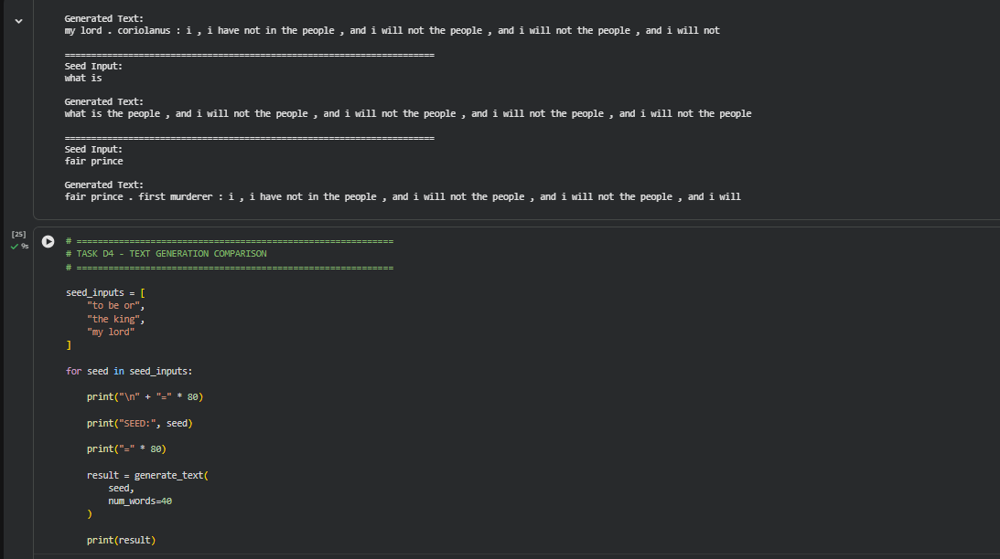 Generated Text:
my lord . coriolanus : i , i have not in the people , and i will not the people , and i will not the people , and i will not
======================================================================
Seed Input:
what is
Generated Text:
what is the people , and i will not the people , and i will not the people , and i will not the people , and i will not the people
======================================================================
Seed Input:
fair prince
Generated Text:
fair prince . first murderer : i , i have not in the people , and i will not the people , and i will not the people , and i will
[25]
9s
# ============================================================
# TASK D4 - TEXT GENERATION COMPARISON
# ============================================================
seed_inputs = [
    "to be or",
    "the king",
    "my lord"
]
for seed in seed_inputs:
    print("\n" + "=" * 80)
    print("SEED:", seed)
    print("=" * 80)
    result = generate_text(
        seed,
        num_words=40
    )
    print(result)